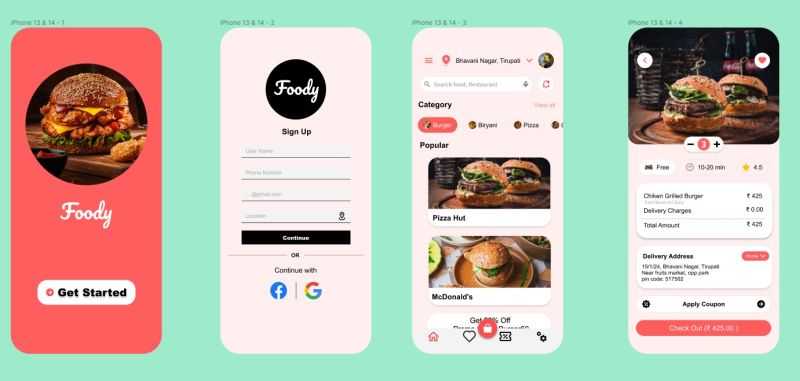 iPhone 13 & 14 - 1
Foody
Get Started
iPhone 13 & 14 - 2
Foody
Sign Up
User Name
Phone Number
....@gmail.com
Lotation
Continue
OR
Continue with
iPhone 13 & 14 - 3
Bhavani Nagar, Tirupati
Search food, Restaurant
Category
View all
Burger
Biryani
Pizza
Popular
Pizza Hut
McDonald's
Get
% Off
iPhone 13 & 14 - 4
3
Free
10-20 min
4.5
Chiken Grilled Burger
₹ 425
Delivery Charges
₹ 0.00
Total Amount
₹ 425
Delivery Address
Home
15/1/24, Bhavani Nagar, Tirupati
Near fruits market, opp park
pin code: 517502
Apply Coupon
Check Out (₹ 425.00 )